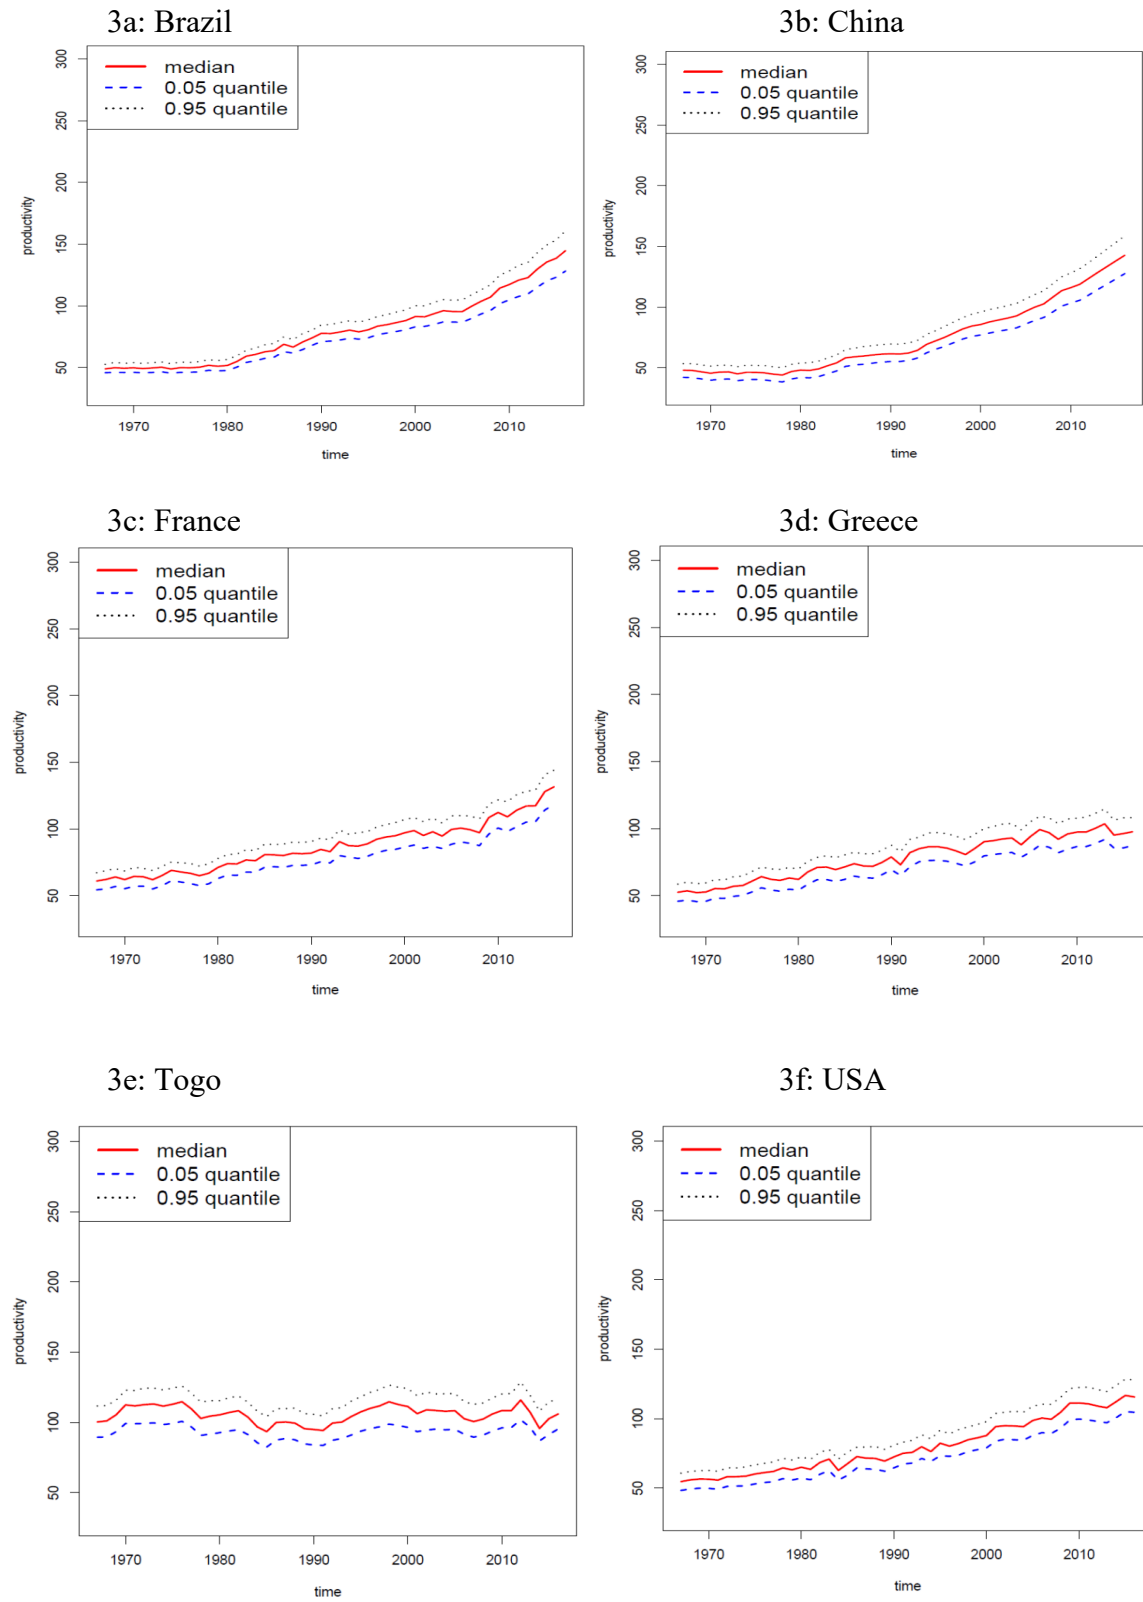 3a: Brazil
median
0.05 quantile
0.95 quantile
productivity
300
250
200
150
100
50
1970 1980 1990 2000 2010
time
3b: China
median
0.05 quantile
0.95 quantile
productivity
300
250
200
150
100
50
1970 1980 1990 2000 2010
time
3c: France
median
0.05 quantile
0.95 quantile
productivity
300
250
200
150
100
50
1970 1980 1990 2000 2010
time
3d: Greece
median
0.05 quantile
0.95 quantile
productivity
300
250
200
150
100
50
1970 1980 1990 2000 2010
time
3e: Togo
median
0.05 quantile
0.95 quantile
productivity
300
250
200
150
100
50
1970 1980 1990 2000 2010
time
3f: USA
median
0.05 quantile
0.95 quantile
productivity
300
250
200
150
100
50
1970 1980 1990 2000 2010
time